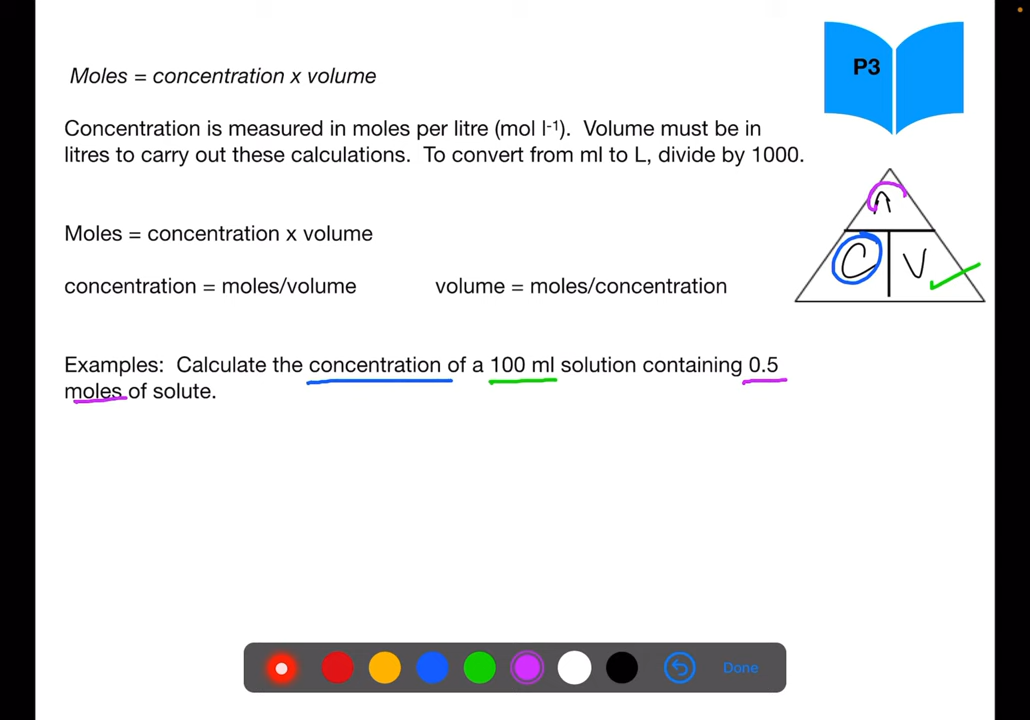 P3
Moles = concentration x volume
Concentration is measured in moles per litre (mol l-1). Volume must be in
litres to carry out these calculations. To convert from ml to L, divide by 1000.
n
C V
Moles = concentration x volume
concentration = moles/volume volume = moles/concentration
Examples: Calculate the concentration of a 100 ml solution containing 0.5
moles of solute.
Done